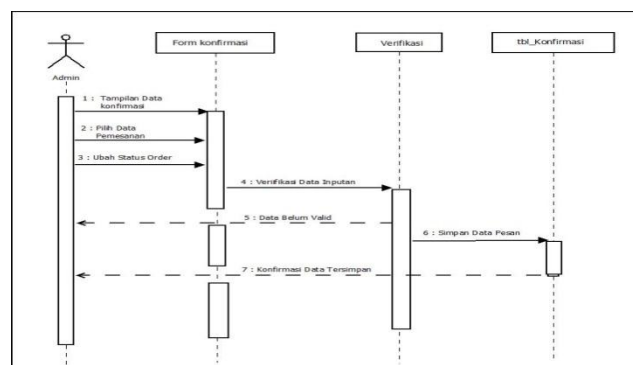 Form konfirmasi
Verifikasi
tbl_Konfirmasi
Admin
1 : Tampilan Data
konfirmasi
2 : Pilih Data
Pemesanan
3 : Ubah Status Order
4 : Verifikasi Data Inputan
5 : Data Belum Valid
6 : Simpan Data Pesan
7 : Konfirmasi Data Tersimpan